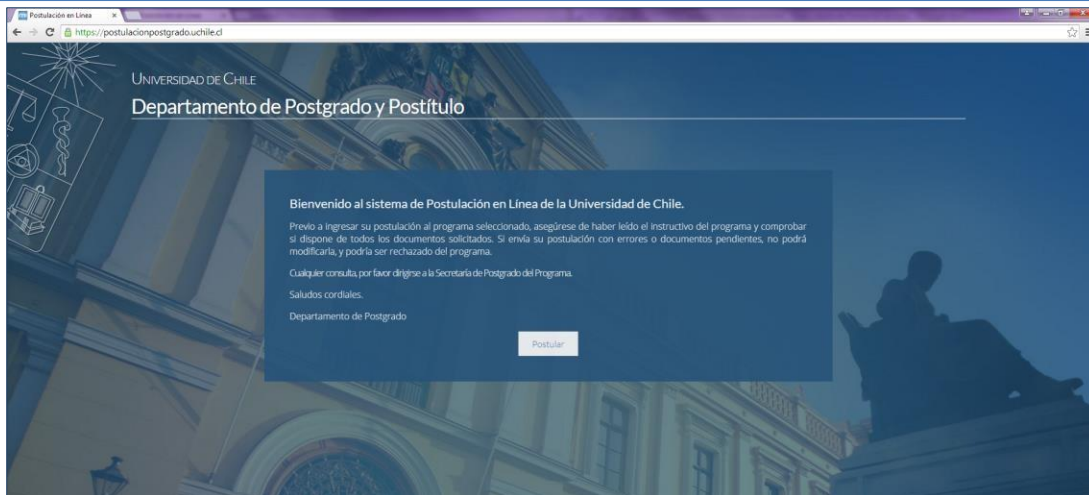 Postulación en Línea
https://postulacionpostgrado.uchile.cl
UNIVERSIDAD DE CHILE
Departamento de Postgrado y Postítulo
Bienvenido al sistema de Postulación en Línea de la Universidad de Chile.
Previo a ingresar su postulación al programa seleccionado, asegúrese de haber leído el instructivo del programa y comprobar
si dispone de todos los documentos solicitados. Si envía su postulación con errores o documentos pendientes, no podrá
modificarla, y podría ser rechazado del programa.
Cualquier consulta, por favor dirigirse a la Secretaría de Postgrado del Programa.
Saludos cordiales.
Departamento de Postgrado
Postular